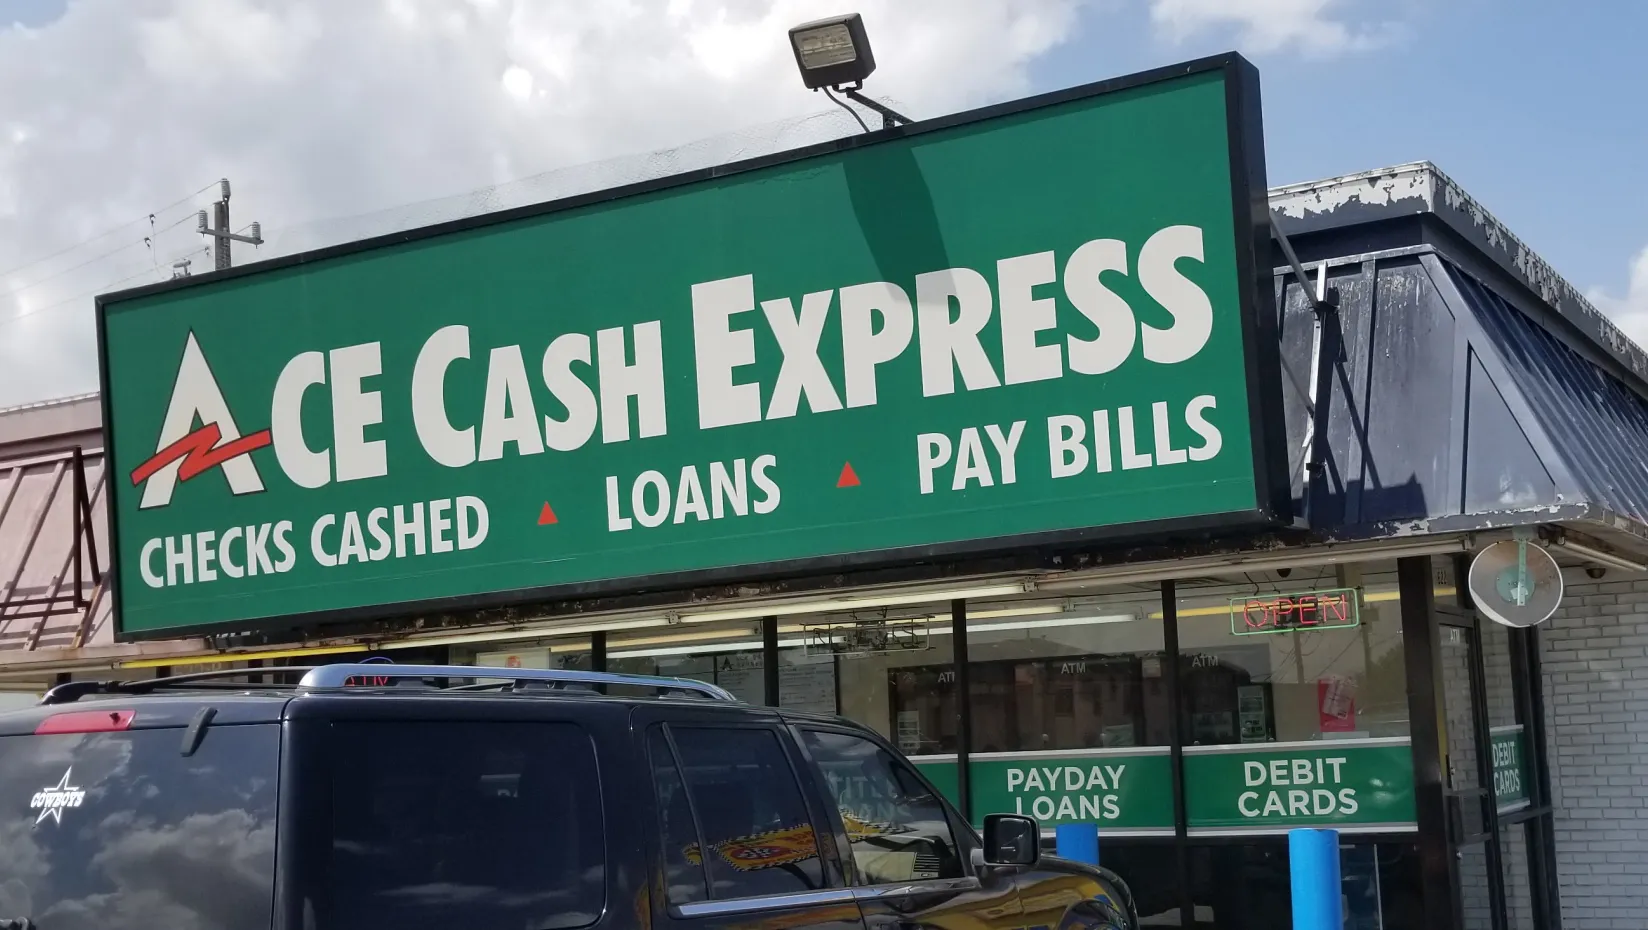 ACE CASH EXPRESS
CHECKS CASHED ▲ LOANS ▲ PAY BILLS
OPEN
ATM
ATM
ATM
PAYDAY
LOANS
DEBIT
CARDS
DEBIT
CARDS
COWBOYS